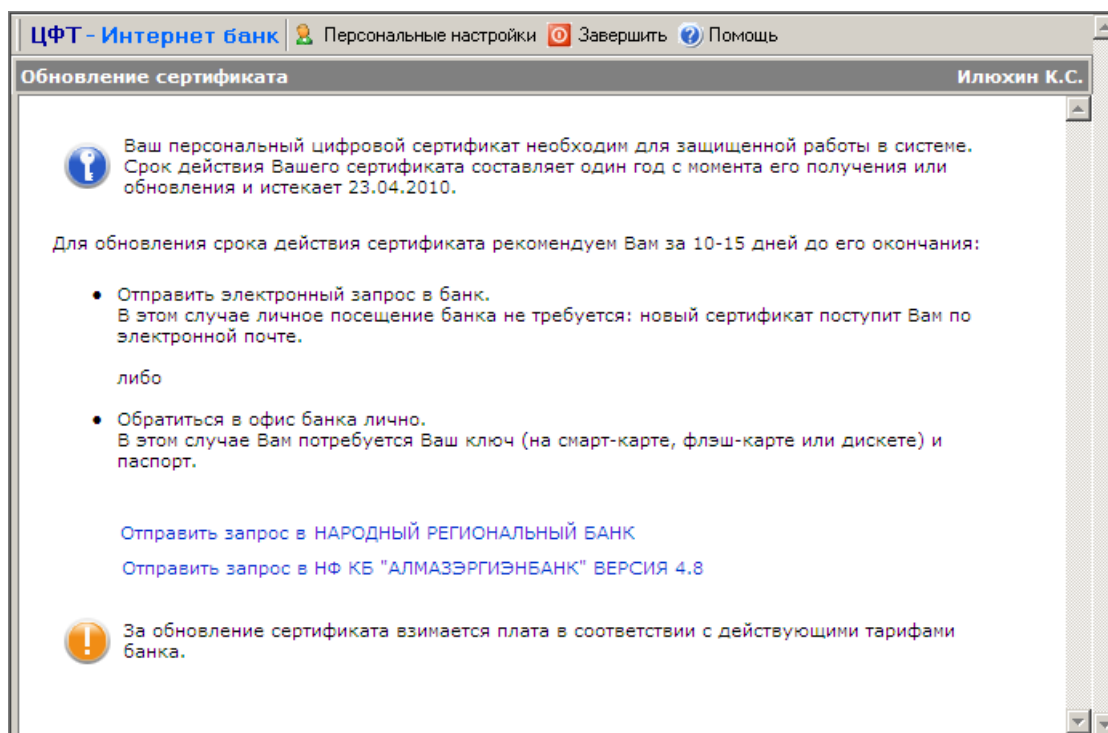 ЦФТ - Интернет банк Персональные настройки Завершить Помощь
Обновление сертификата Илюхин К.С.
Ваш персональный цифровой сертификат необходим для защищенной работы в системе.
Срок действия Вашего сертификата составляет один год с момента его получения или
обновления и истекает 23.04.2010.
Для обновления срока действия сертификата рекомендуем Вам за 10-15 дней до его окончания:
• Отправить электронный запрос в банк.
В этом случае личное посещение банка не требуется: новый сертификат поступит Вам по
электронной почте.
либо
• Обратиться в офис банка лично.
В этом случае Вам потребуется Ваш ключ (на смарт-карте, флэш-карте или дискете) и
паспорт.
Отправить запрос в НАРОДНЫЙ РЕГИОНАЛЬНЫЙ БАНК
Отправить запрос в НФ КБ "АЛМАЗЭРГИЭНБАНК" ВЕРСИЯ 4.8
За обновление сертификата взимается плата в соответствии с действующими тарифами
банка.